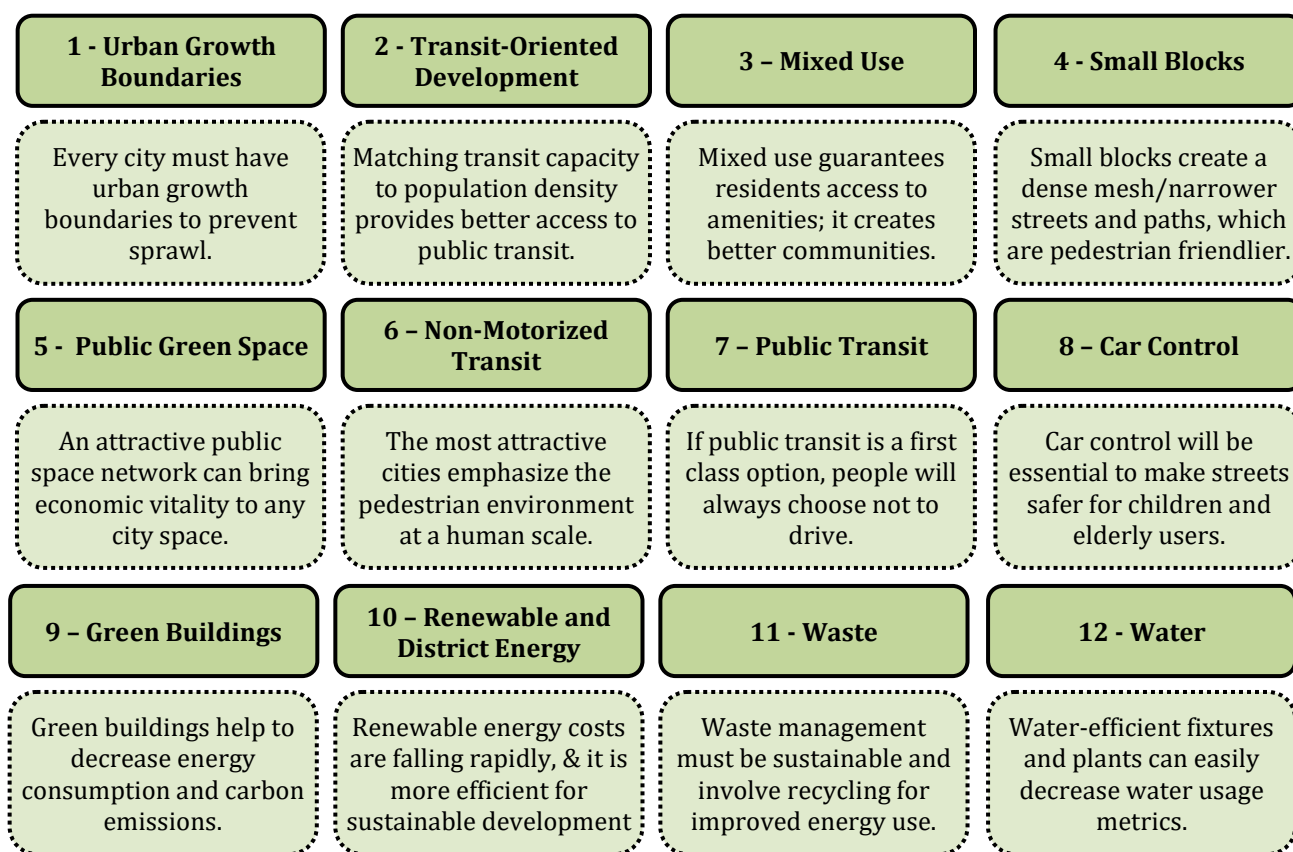 1 - Urban Growth
Boundaries
2 - Transit-Oriented
Development
3 – Mixed Use
4 - Small Blocks
Every city must have
urban growth
boundaries to prevent
sprawl.
Matching transit capacity
to population density
provides better access to
public transit.
Mixed use guarantees
residents access to
amenities; it creates
better communities.
Small blocks create a
dense mesh/narrower
streets and paths, which
are pedestrian friendlier.
5 - Public Green Space
6 – Non-Motorized
Transit
7 – Public Transit
8 – Car Control
An attractive public
space network can bring
economic vitality to any
city space.
The most attractive
cities emphasize the
pedestrian environment
at a human scale.
If public transit is a first
class option, people will
always choose not to
drive.
Car control will be
essential to make streets
safer for children and
elderly users.
9 – Green Buildings
10 – Renewable and
District Energy
11 - Waste
12 - Water
Green buildings help to
decrease energy
consumption and carbon
emissions.
Renewable energy costs
are falling rapidly, & it is
more efficient for
sustainable development
Waste management
must be sustainable and
involve recycling for
improved energy use.
Water-efficient fixtures
and plants can easily
decrease water usage
metrics.